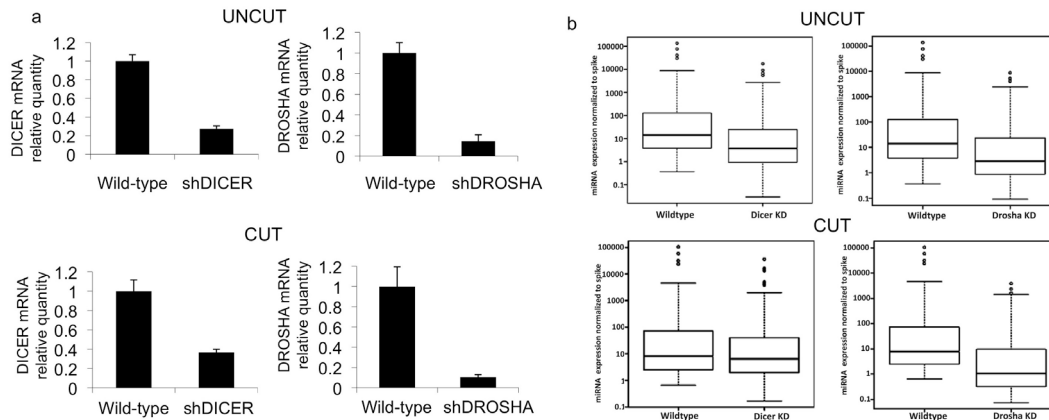 a
UNCUT
DICER mRNA
relative quantity
1.2
1
0.8
0.6
0.4
0.2
0
Wild-type shDICER
DROSHA mRNA
relative quantity
1.2
1
0.8
0.6
0.4
0.2
0
Wild-type shDROSHA
CUT
DICER mRNA
relative quantity
1.2
1
0.8
0.6
0.4
0.2
0
Wild-type shDICER
DROSHA mRNA
relative quantity
1.2
1
0.8
0.6
0.4
0.2
0
Wild-type shDROSHA
b
UNCUT
miRNA expression normalized to spike
100000
10000
1000
100
10
1
0.1
Wildtype Dicer KD
miRNA expression normalized to spike
100000
10000
1000
100
10
1
0.1
Wildtype Drosha KD
CUT
miRNA expression normalized to spike
100000
10000
1000
100
10
1
0.1
Wildtype Dicer KD
miRNA expression normalized to spike
100000
10000
1000
100
10
1
0.1
Wildtype Drosha KD